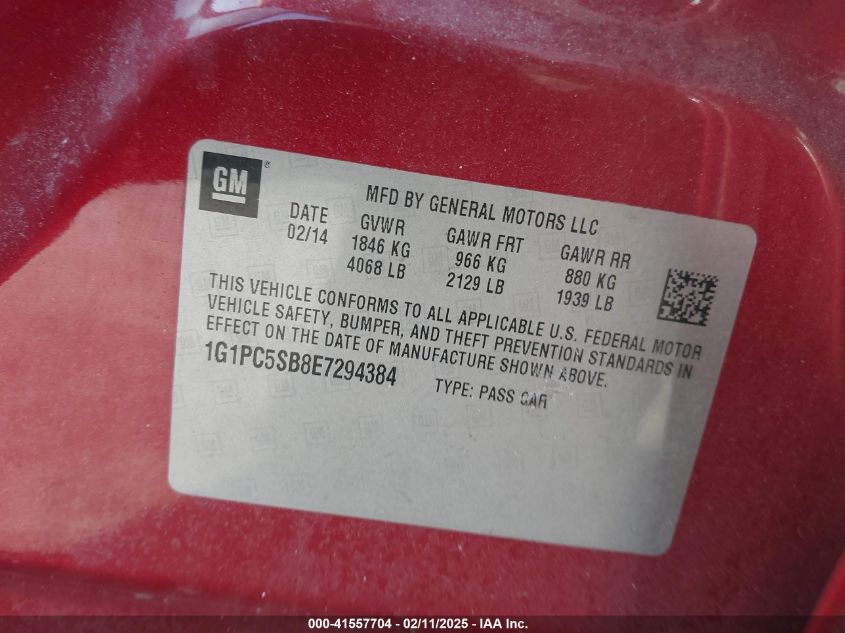 GM ®
MFD BY GENERAL MOTORS LLC
DATE GVWR GAWR FRT GAWR RR
02/14 1846 KG 966 KG 880 KG
4068 LB 2129 LB 1939 LB
THIS VEHICLE CONFORMS TO ALL APPLICABLE U.S. FEDERAL MOTOR
VEHICLE SAFETY, BUMPER, AND THEFT PREVENTION STANDARDS IN
EFFECT ON THE DATE OF MANUFACTURE SHOWN ABOVE.
1G1PC5SB8E7294384 TYPE: PASS CAR
000-41557704 - 02/11/2025 - IAA Inc.